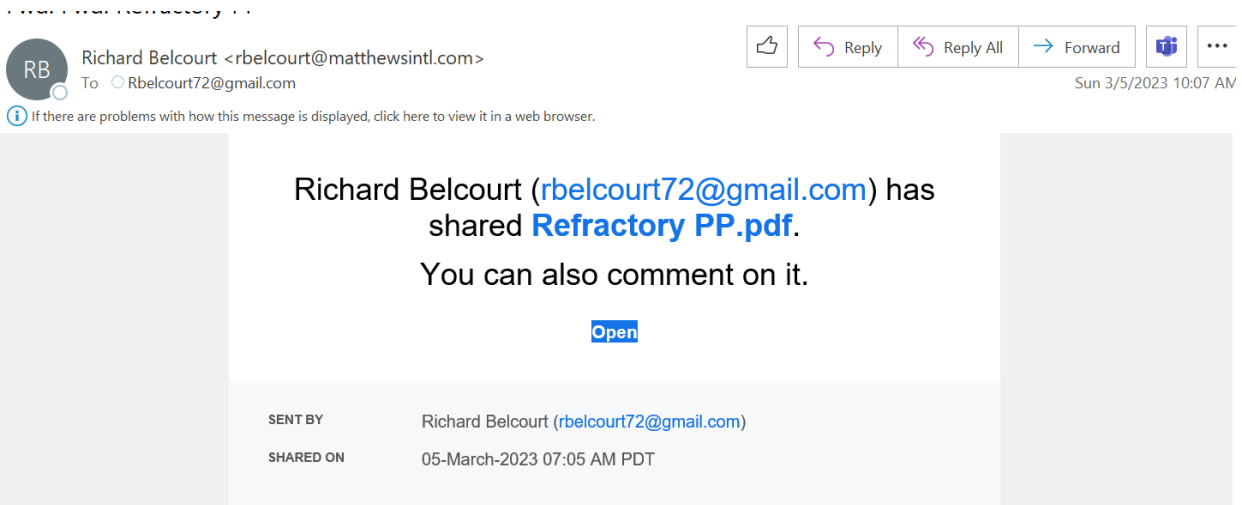 RB
Richard Belcourt <rbelcourt@matthewsintl.com>
To Rbelcourt72@gmail.com
Reply
Reply All
Forward
Sun 3/5/2023 10:07 AM
If there are problems with how this message is displayed, click here to view it in a web browser.
Richard Belcourt (rbelcourt72@gmail.com) has
shared Refractory PP.pdf.
You can also comment on it.
Open
SENT BY Richard Belcourt (rbelcourt72@gmail.com)
SHARED ON 05-March-2023 07:05 AM PDT